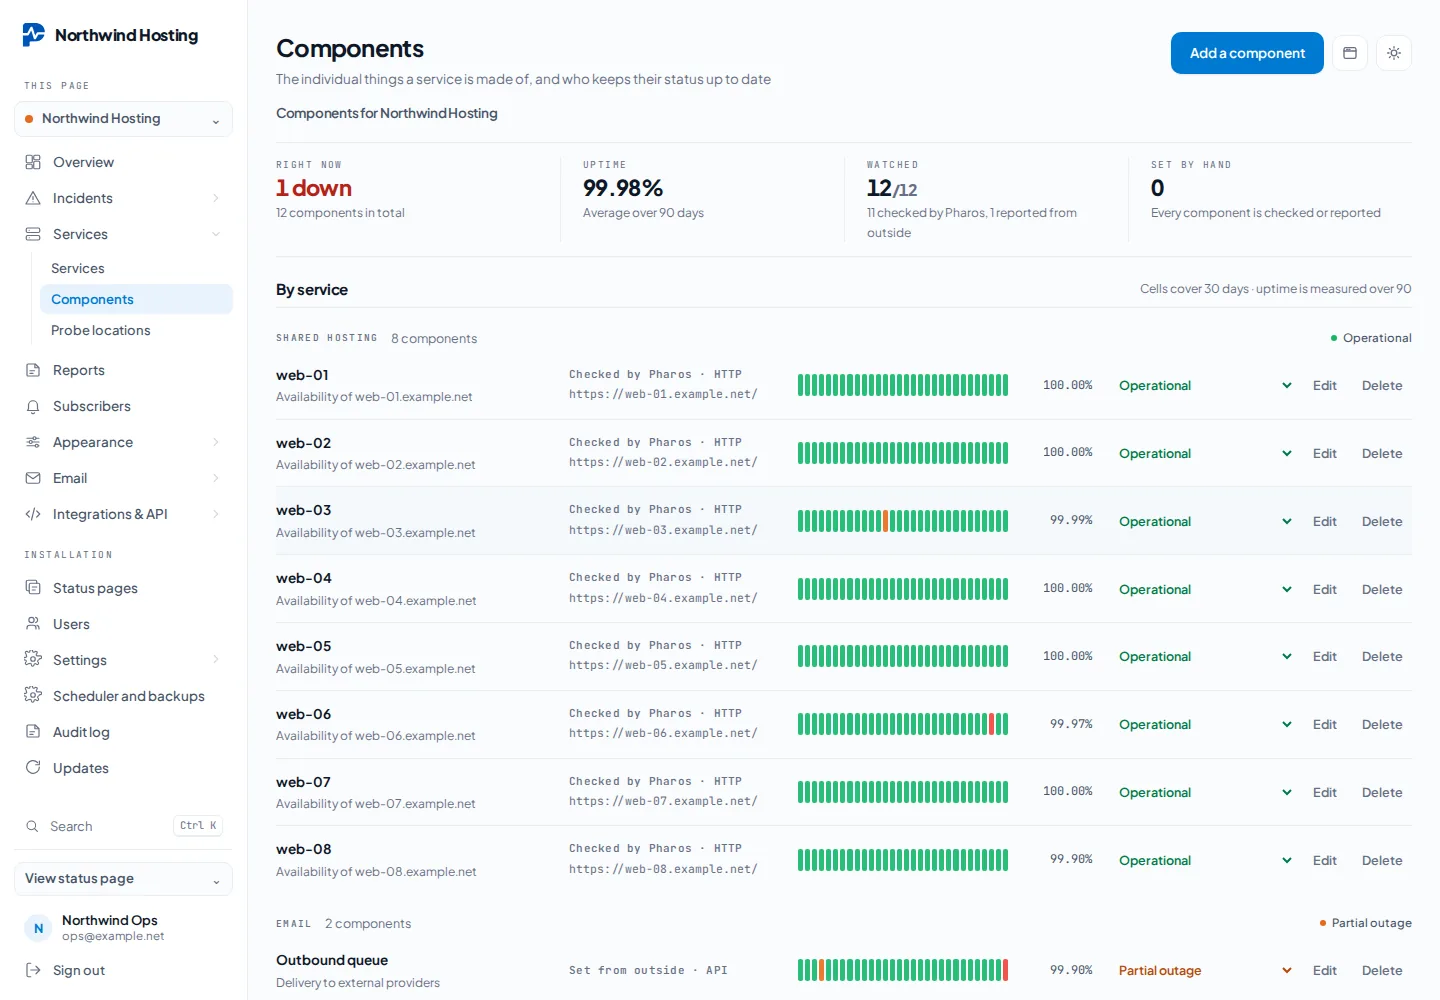 Northwind Hosting
THIS PAGE
Northwind Hosting
Overview
Incidents
Services
Services
Components
Probe locations
Reports
Subscribers
Appearance
Email
Integrations & API
INSTALLATION
Status pages
Users
Settings
Scheduler and backups
Audit log
Updates
Search Ctrl K
View status page
N
Northwind Ops
ops@example.net
Sign out
Components
Add a component
The individual things a service is made of, and who keeps their status up to date
Components for Northwind Hosting
RIGHT NOW
1 down
12 components in total
UPTIME
99.98%
Average over 90 days
WATCHED
12/12
11 checked by Pharos, 1 reported from
outside
SET BY HAND
0
Every component is checked or reported
By service
Cells cover 30 days · uptime is measured over 90
SHARED HOSTING 8 components
Operational
web-01
Availability of web-01.example.net
Checked by Pharos · HTTP
https://web-01.example.net/
100.00% Operational Edit Delete
web-02
Availability of web-02.example.net
Checked by Pharos · HTTP
https://web-02.example.net/
100.00% Operational Edit Delete
web-03
Availability of web-03.example.net
Checked by Pharos · HTTP
https://web-03.example.net/
99.99% Operational Edit Delete
web-04
Availability of web-04.example.net
Checked by Pharos · HTTP
https://web-04.example.net/
100.00% Operational Edit Delete
web-05
Availability of web-05.example.net
Checked by Pharos · HTTP
https://web-05.example.net/
100.00% Operational Edit Delete
web-06
Availability of web-06.example.net
Checked by Pharos · HTTP
https://web-06.example.net/
99.97% Operational Edit Delete
web-07
Availability of web-07.example.net
Checked by Pharos · HTTP
https://web-07.example.net/
100.00% Operational Edit Delete
web-08
Availability of web-08.example.net
Checked by Pharos · HTTP
https://web-08.example.net/
99.90% Operational Edit Delete
EMAIL 2 components
Partial outage
Outbound queue
Delivery to external providers
Set from outside · API
99.90% Partial outage Edit Delete